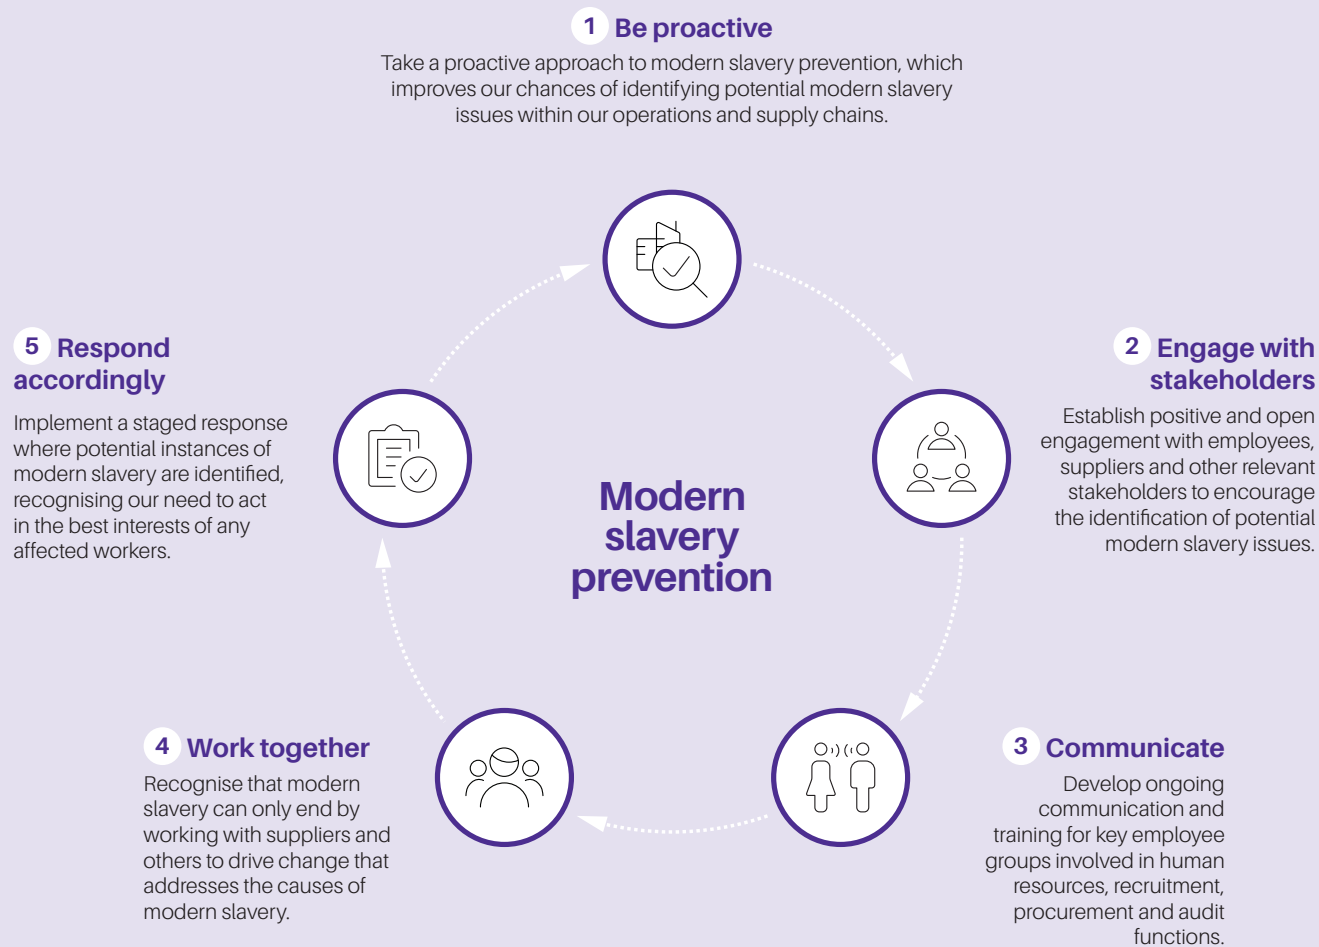 1 Be proactive
Take a proactive approach to modern slavery prevention, which
improves our chances of identifying potential modern slavery
issues within our operations and supply chains.
2 Engage with
stakeholders
Establish positive and open
engagement with employees,
suppliers and other relevant
stakeholders to encourage
the identification of potential
modern slavery issues.
3 Communicate
Develop ongoing
communication and
training for key employee
groups involved in human
resources, recruitment,
procurement and audit
functions.
4 Work together
Recognise that modern
slavery can only end by
working with suppliers and
others to drive change that
addresses the causes of
modern slavery.
5 Respond
accordingly
Implement a staged response
where potential instances of
modern slavery are identified,
recognising our need to act
in the best interests of any
affected workers.
Modern
slavery
prevention